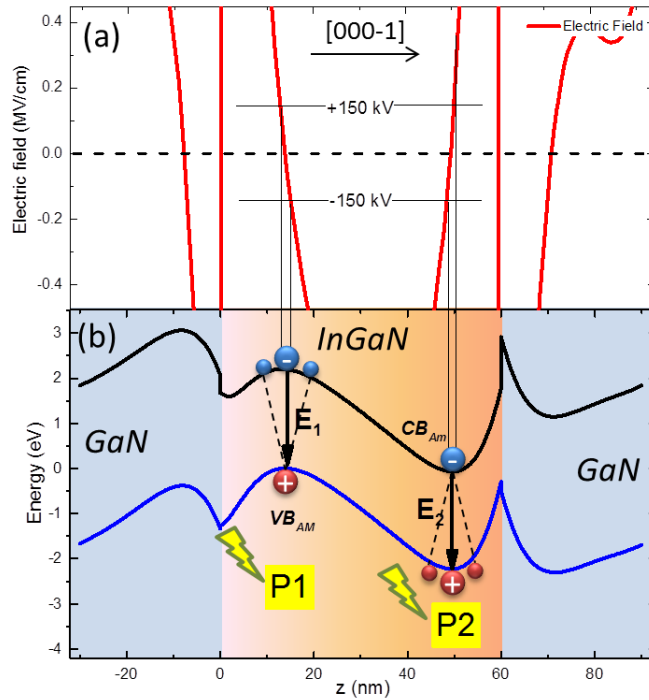 (a)
[000-1]
Electric Field
+150 kV
-150 kV
Electric field (MV/cm)
0.4
0.2
0.0
-0.2
-0.4
(b)
InGaN
GaN
GaN
E1
E2
CBAm
VBAM
-
+
-
+
P1
P2
Energy (eV)
3
2
1
0
-1
-2
-3
-4
-20 0 20 40 60 80
z (nm)